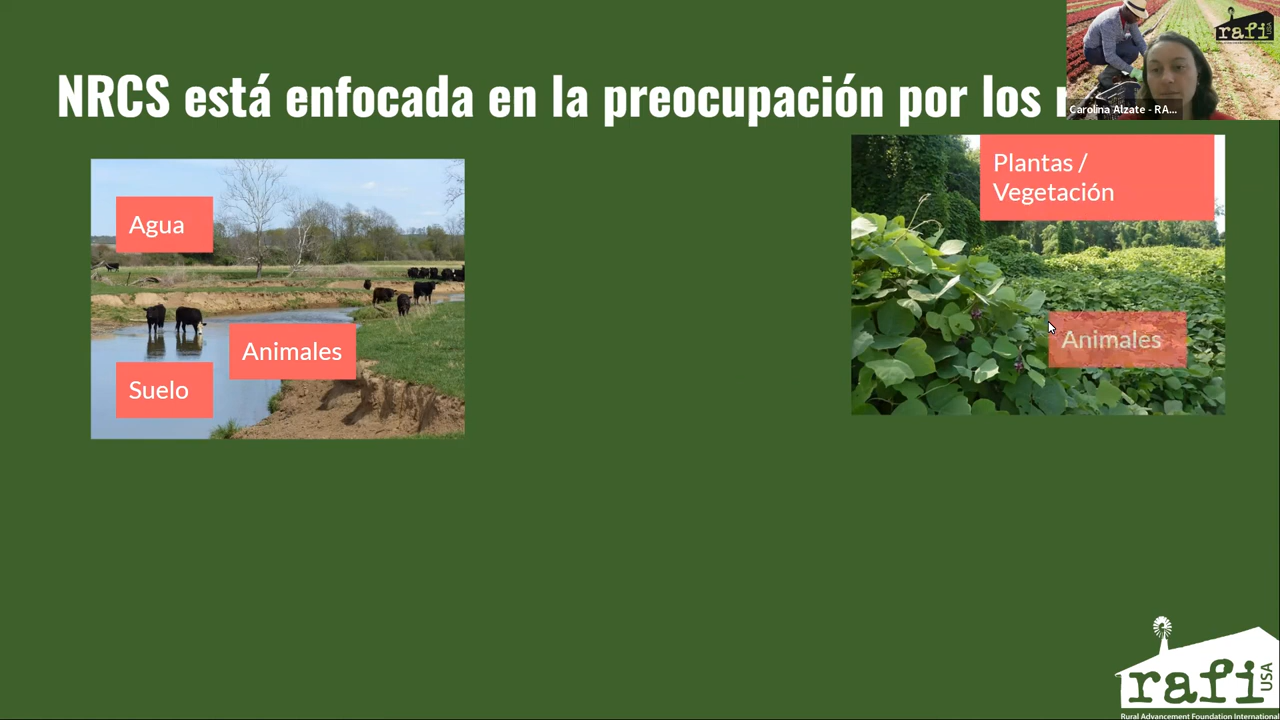 NRCS está enfocada en la preocupación por los
rafi
USA
Carolina Alzate - RA...
Plantas /
Vegetación
Agua
Animales
Animales
Suelo
rafi
USA
Rural Advancement Foundation International